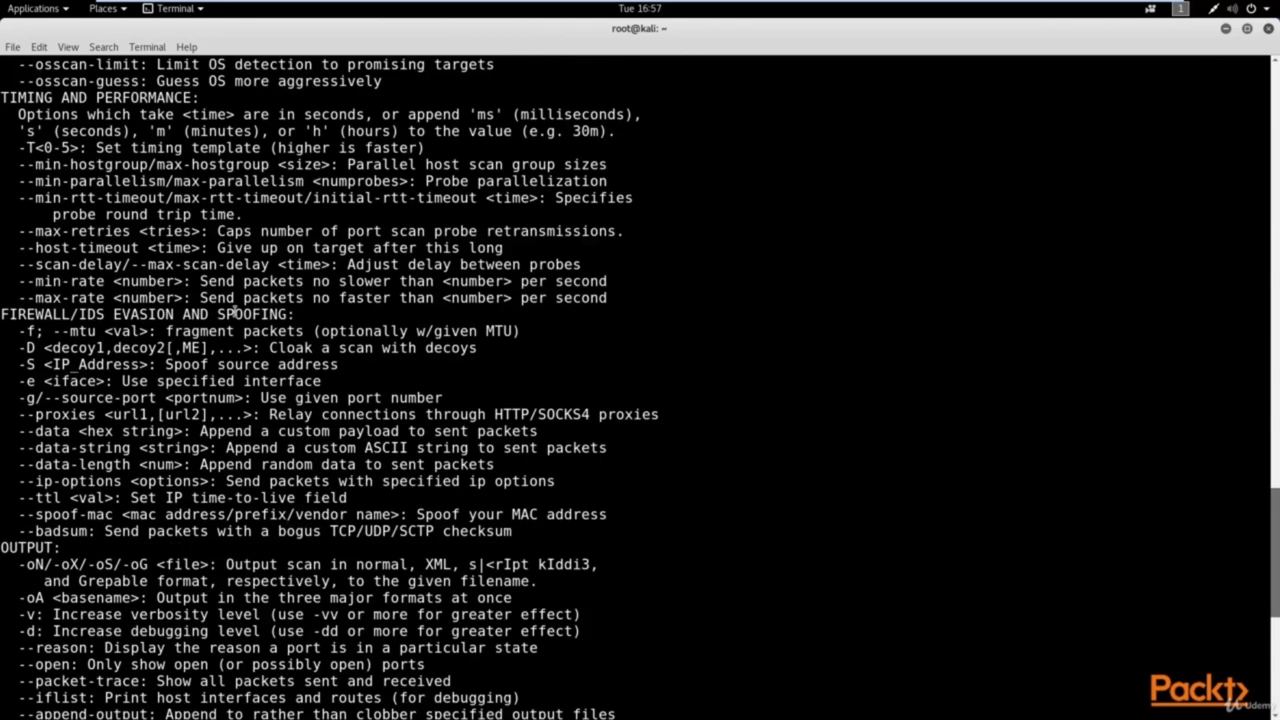 Applications Places Terminal Tue 16:57 1
root@kali: ~
File Edit View Search Terminal Help
--osscan-limit: Limit OS detection to promising targets
--osscan-guess: Guess OS more aggressively
TIMING AND PERFORMANCE:
Options which take <time> are in seconds, or append 'ms' (milliseconds),
's' (seconds), 'm' (minutes), or 'h' (hours) to the value (e.g. 30m).
-T<0-5>: Set timing template (higher is faster)
--min-hostgroup/max-hostgroup <size>: Parallel host scan group sizes
--min-parallelism/max-parallelism <numprobes>: Probe parallelization
--min-rtt-timeout/max-rtt-timeout/initial-rtt-timeout <time>: Specifies
probe round trip time.
--max-retries <tries>: Caps number of port scan probe retransmissions.
--host-timeout <time>: Give up on target after this long
--scan-delay/--max-scan-delay <time>: Adjust delay between probes
--min-rate <number>: Send packets no slower than <number> per second
--max-rate <number>: Send packets no faster than <number> per second
FIREWALL/IDS EVASION AND SPOOFING:
-f; --mtu <val>: fragment packets (optionally w/given MTU)
-D <decoy1,decoy2[,ME],...>: Cloak a scan with decoys
-S <IP_Address>: Spoof source address
-e <iface>: Use specified interface
-g/--source-port <portnum>: Use given port number
--proxies <url1,[url2],...>: Relay connections through HTTP/SOCKS4 proxies
--data <hex string>: Append a custom payload to sent packets
--data-string <string>: Append a custom ASCII string to sent packets
--data-length <num>: Append random data to sent packets
--ip-options <options>: Send packets with specified ip options
--ttl <val>: Set IP time-to-live field
--spoof-mac <mac address/prefix/vendor name>: Spoof your MAC address
--badsum: Send packets with a bogus TCP/UDP/SCTP checksum
OUTPUT:
-oN/-oX/-oS/-oG <file>: Output scan in normal, XML, s|<rIpt kIddi3,
and Grepable format, respectively, to the given filename.
-oA <basename>: Output in the three major formats at once
-v: Increase verbosity level (use -vv or more for greater effect)
-d: Increase debugging level (use -dd or more for greater effect)
--reason: Display the reason a port is in a particular state
--open: Only show open (or possibly open) ports
--packet-trace: Show all packets sent and received
--iflist: Print host interfaces and routes (for debugging)
--append-output: Append to rather than clobber specified output files
Packt>
Udemy